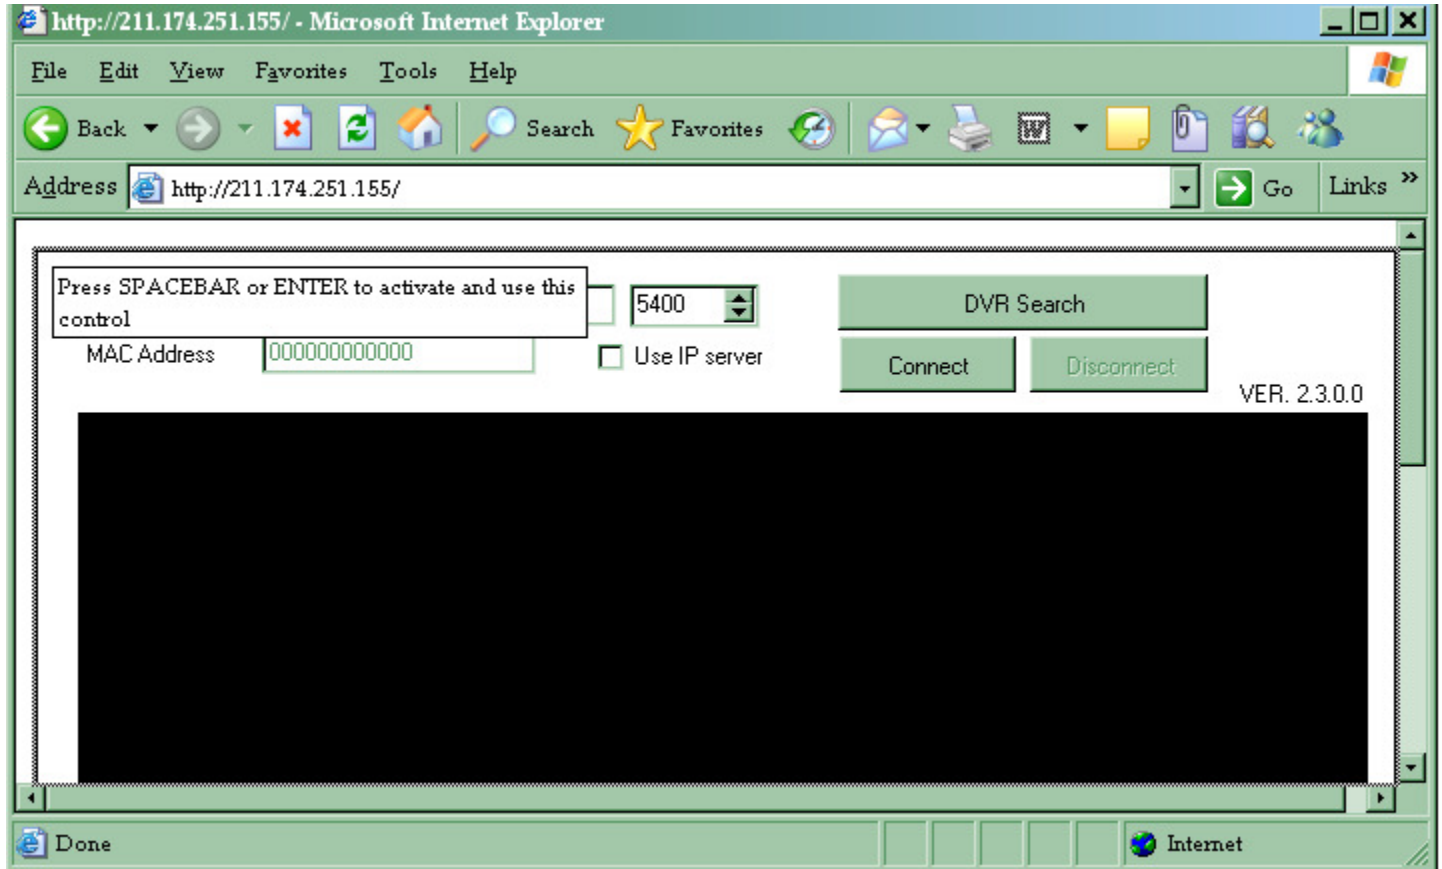 http://211.174.251.155/ - Microsoft Internet Explorer
File Edit View Favorites Tools Help
Back Search Favorites W
Address http://211.174.251.155/ Go Links »
Press SPACEBAR or ENTER to activate and use this
control
5400 DVR Search
MAC Address 000000000000 Use IP server Connect Disconnect
VER. 2.3.0.0
Done Internet